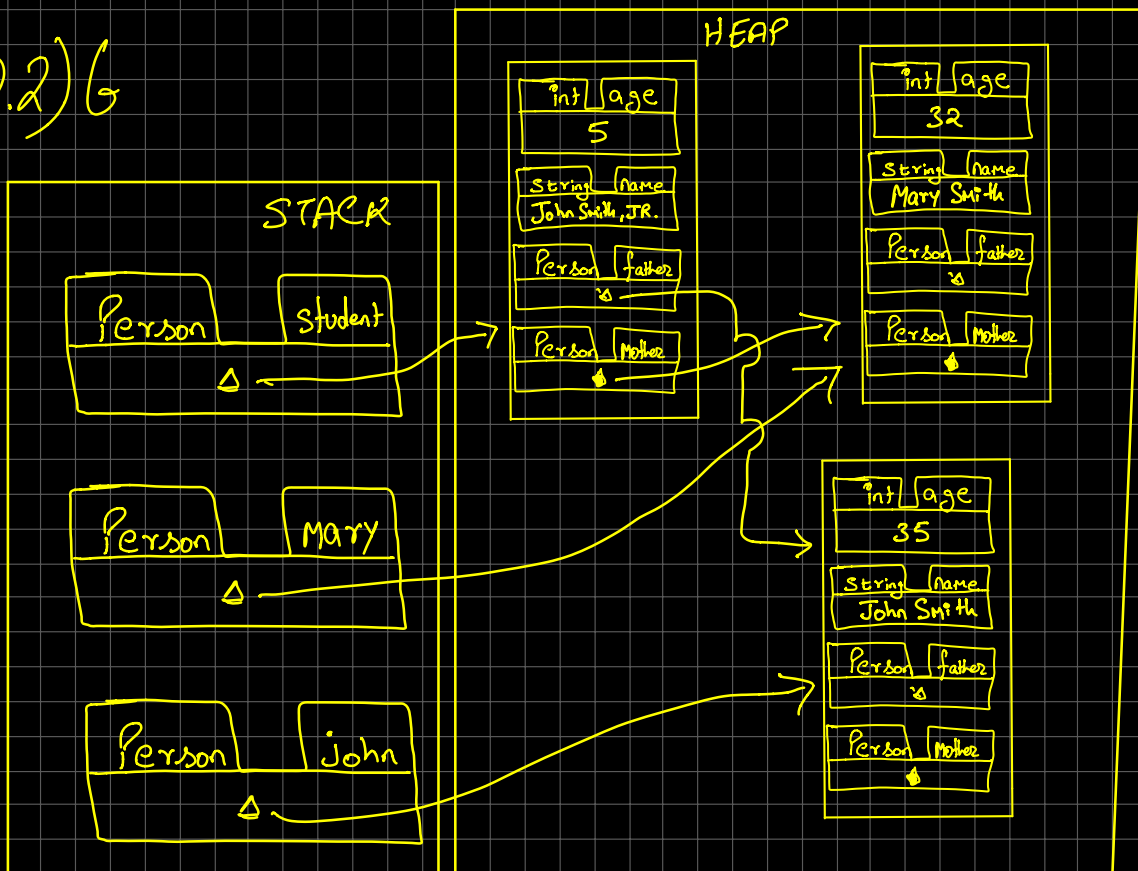 .2) G
STACK
Person student
Person Mary
Person john
HEAP
int age
5
String name
John Smith, JR.
Person father
Person Mother
int age
32
String name
Mary Smith
Person father
Person Mother
int age
35
String name
John Smith
Person father
Person Mother